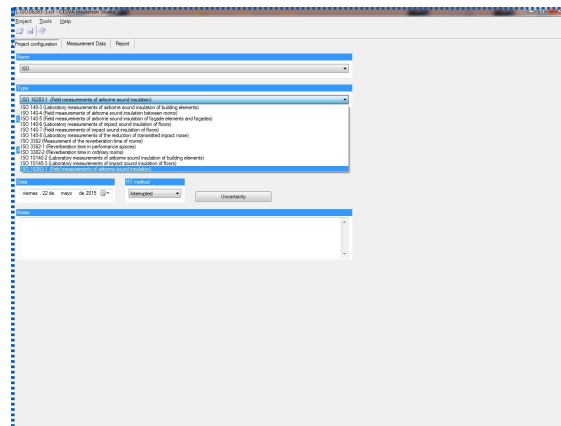 ISO16283-1.xif - CESVA Insulation Studio
Project Tools Help
Project configuration Measurement Data Report
Norm
ISO
Type
ISO 16283-1 (Field measurements of airborne sound insulation)
ISO 140-3 (Laboratory measurements of airborne sound insulation of building elements)
ISO 140-4 (Field measurements of airborne sound insulation between rooms)
ISO 140-5 (Field measurements of airborne sound insulation of façade elements and façades)
ISO 140-6 (Laboratory measurements of impact sound insulation of floors)
ISO 140-7 (Field measurements of impact sound insulation of floors)
ISO 140-8 (Laboratory measurements of the reduction of transmitted impact noise)
ISO 3382 (Measurement of the reverberation time of rooms)
ISO 3382-1 (Reverberation time in performance spaces)
ISO 3382-2 (Reverberation time in ordinary rooms)
ISO 10140-2 (Laboratory measurements of airborne sound insulation of building elements)
ISO 10140-3 (Laboratory measurements of impact sound insulation of floors)
ISO 16283-1 (Field measurements of airborne sound insulation)
Date RT method
viernes , 22 de mayo de 2015 Interrupted Uncertainty
Notes